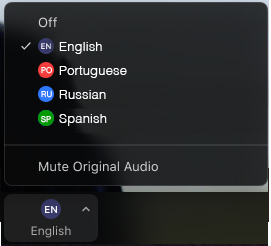 Off
EN English
PO Portuguese
RU Russian
SP Spanish
Mute Original Audio
EN
English